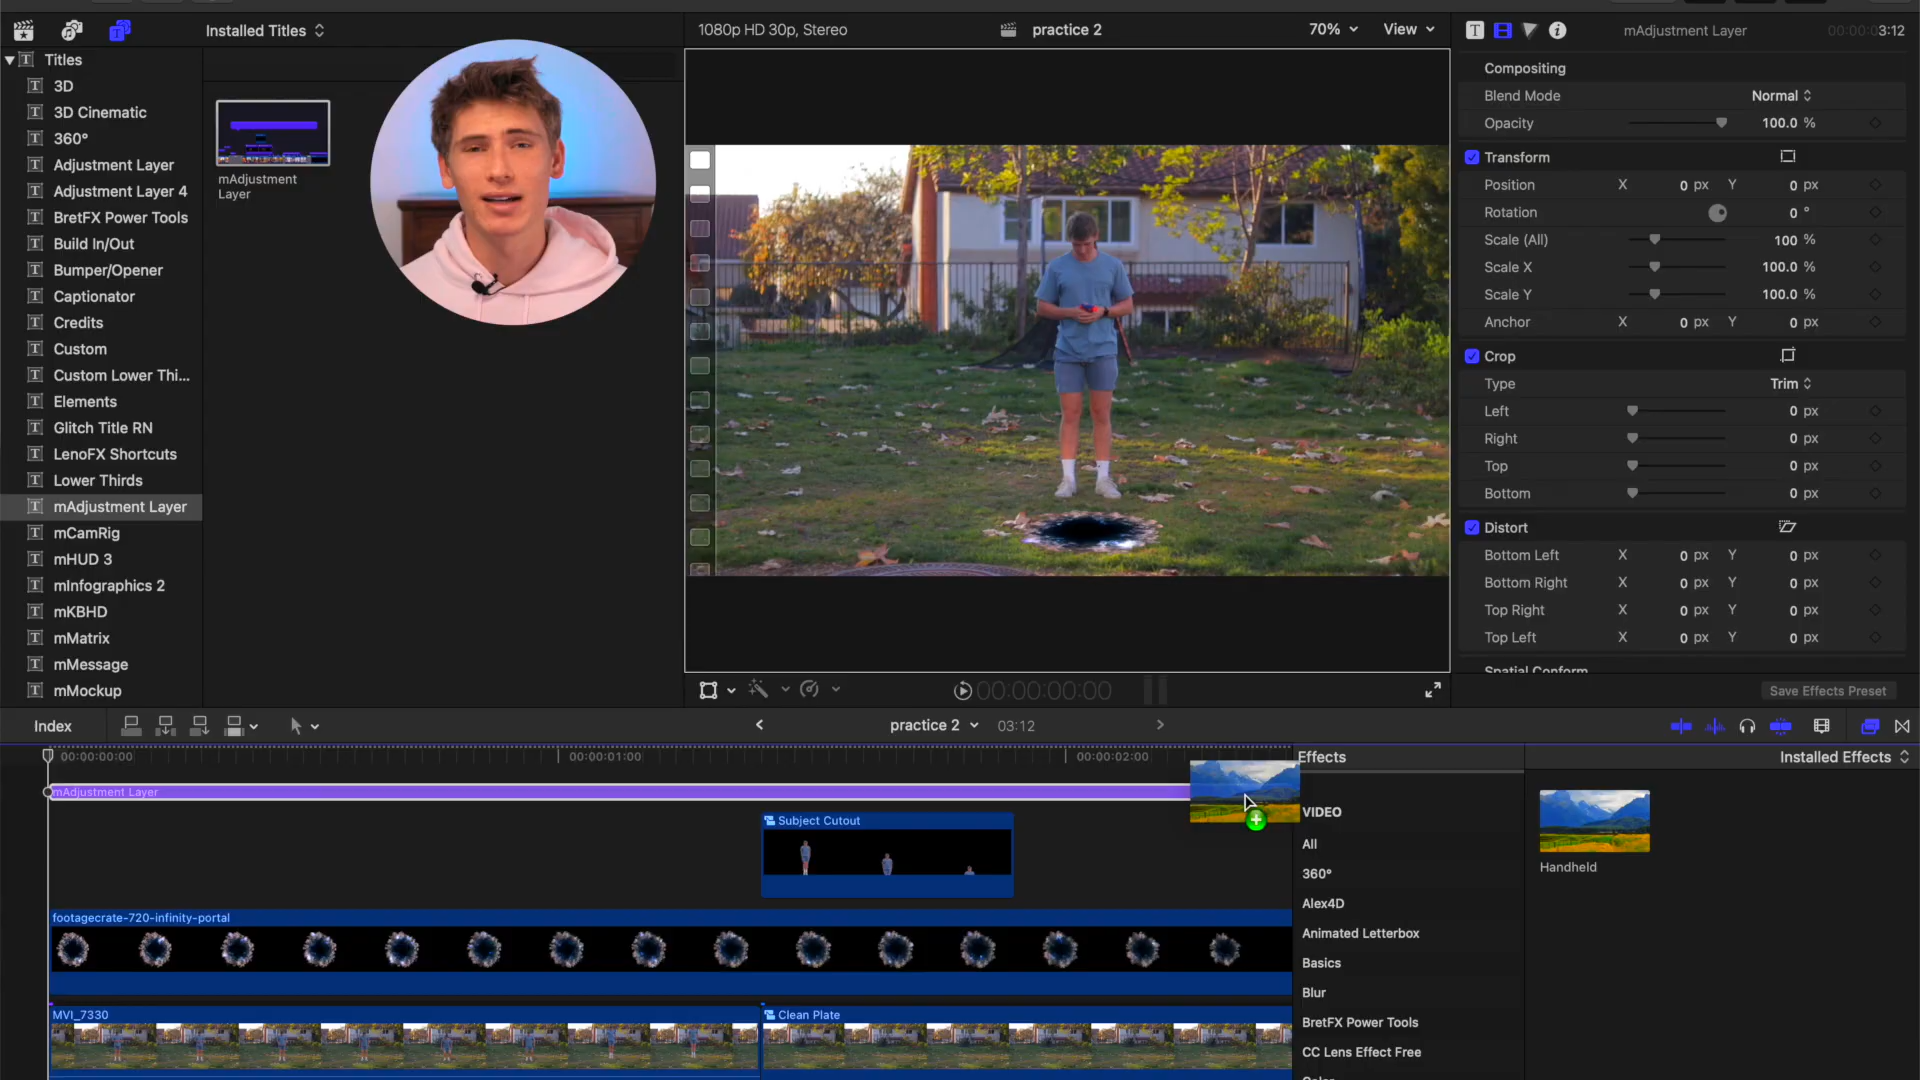 Installed Titles
1080p HD 30p, Stereo
practice 2
70%
View
mAdjustment Layer
00:00:03:12
Titles
3D
3D Cinematic
360°
Adjustment Layer
Adjustment Layer 4
BretFX Power Tools
Build In/Out
Bumper/Opener
Captionator
Credits
Custom
Custom Lower Thi...
Elements
Glitch Title RN
LenoFX Shortcuts
Lower Thirds
mAdjustment Layer
mCamRig
mHUD 3
mInfographics 2
mKBHD
mMatrix
mMessage
mMockup
mAdjustment
Layer
Compositing
Blend Mode Normal
Opacity 100.0 %
Transform
Position X 0 px Y 0 px
Rotation 0 °
Scale (All) 100 %
Scale X 100.0 %
Scale Y 100.0 %
Anchor X 0 px Y 0 px
Crop
Type Trim
Left 0 px
Right 0 px
Top 0 px
Bottom 0 px
Distort
Bottom Left X 0 px Y 0 px
Bottom Right X 0 px Y 0 px
Top Right X 0 px Y 0 px
Top Left X 0 px Y 0 px
Spatial Conform
00:00:00:00
Save Effects Preset
Index
practice 2
03:12
00:00:00:00
00:00:01:00
00:00:02:00
mAdjustment Layer
Subject Cutout
footagecrate-720-infinity-portal
MVI_7330
Clean Plate
Effects
Installed Effects
VIDEO
All
360°
Alex4D
Animated Letterbox
Basics
Blur
BretFX Power Tools
CC Lens Effect Free
Color
Handheld